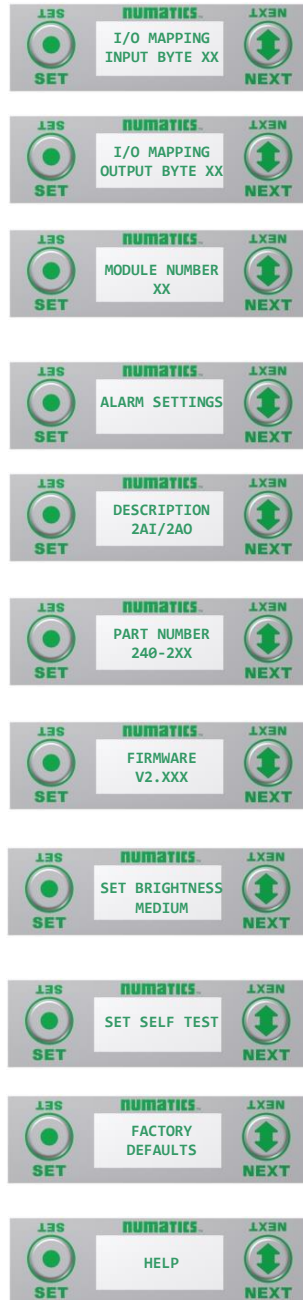 SET numatics NEXT
I/O MAPPING
INPUT BYTE XX
SET NEXT
SET numatics NEXT
I/O MAPPING
OUTPUT BYTE XX
SET NEXT
SET numatics NEXT
MODULE NUMBER
XX
SET NEXT
SET numatics NEXT
ALARM SETTINGS
SET NEXT
SET numatics NEXT
DESCRIPTION
2AI/2AO
SET NEXT
SET numatics NEXT
PART NUMBER
240-2XX
SET NEXT
SET numatics NEXT
FIRMWARE
V2.XXX
SET NEXT
SET numatics NEXT
SET BRIGHTNESS
MEDIUM
SET NEXT
SET numatics NEXT
SET SELF TEST
SET NEXT
SET numatics NEXT
FACTORY
DEFAULTS
SET NEXT
SET numatics NEXT
HELP
SET NEXT